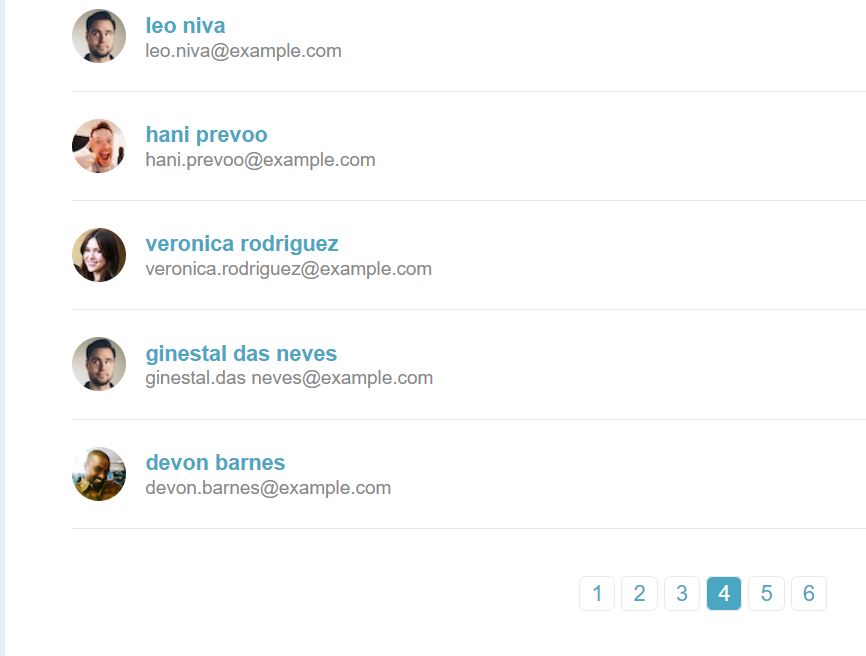 leo niva
leo.niva@example.com
hani prevoo
hani.prevoo@example.com
veronica rodriguez
veronica.rodriguez@example.com
ginestal das neves
ginestal.das neves@example.com
devon barnes
devon.barnes@example.com
1 2 3 4 5 6